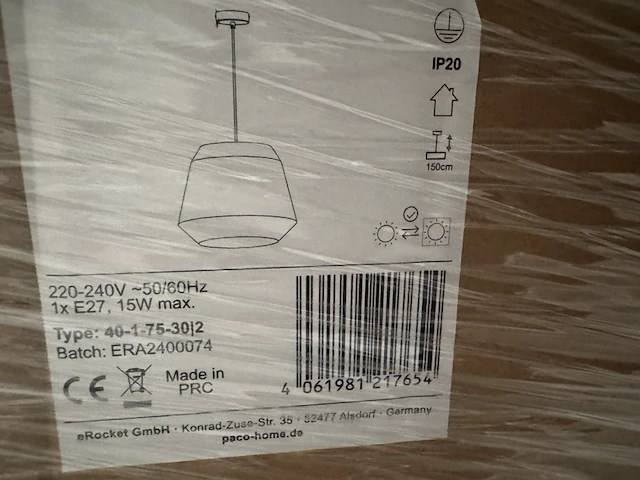 IP20
150cm
220-240V ~50/60Hz
1x E27, 15W max.
Type: 40-1-75-30|2
Batch: ERA2400074
CE
Made in
PRC
4 061981 217654
eRocket GmbH · Konrad-Zuse-Str. 35 · 52477 Alsdorf · Germany
paco-home.de